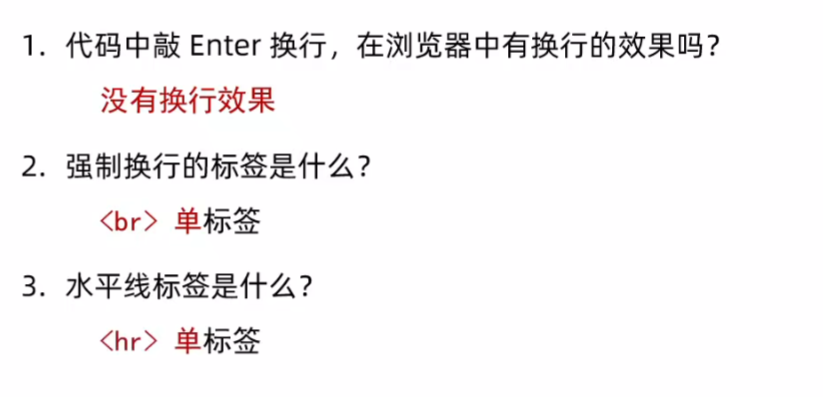 1. 代码中敲 Enter 换行，在浏览器中有换行的效果吗？
没有换行效果
2. 强制换行的标签是什么？
<br> 单标签
3. 水平线标签是什么？
<hr> 单标签